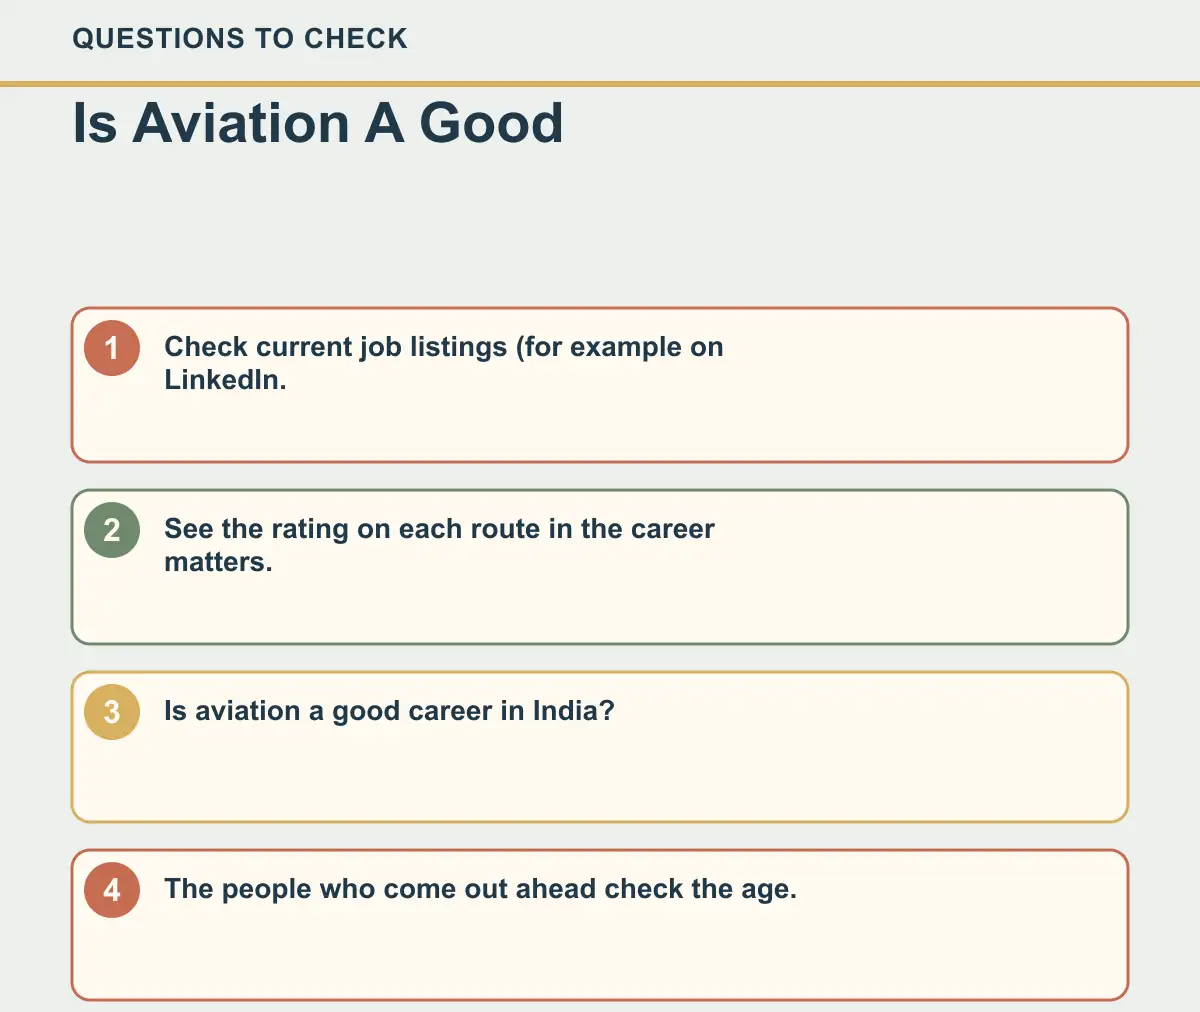 QUESTIONS TO CHECK
Is Aviation A Good
1
Check current job listings (for example on
LinkedIn.
2
See the rating on each route in the career
matters.
3
Is aviation a good career in India?
4
The people who come out ahead check the age.